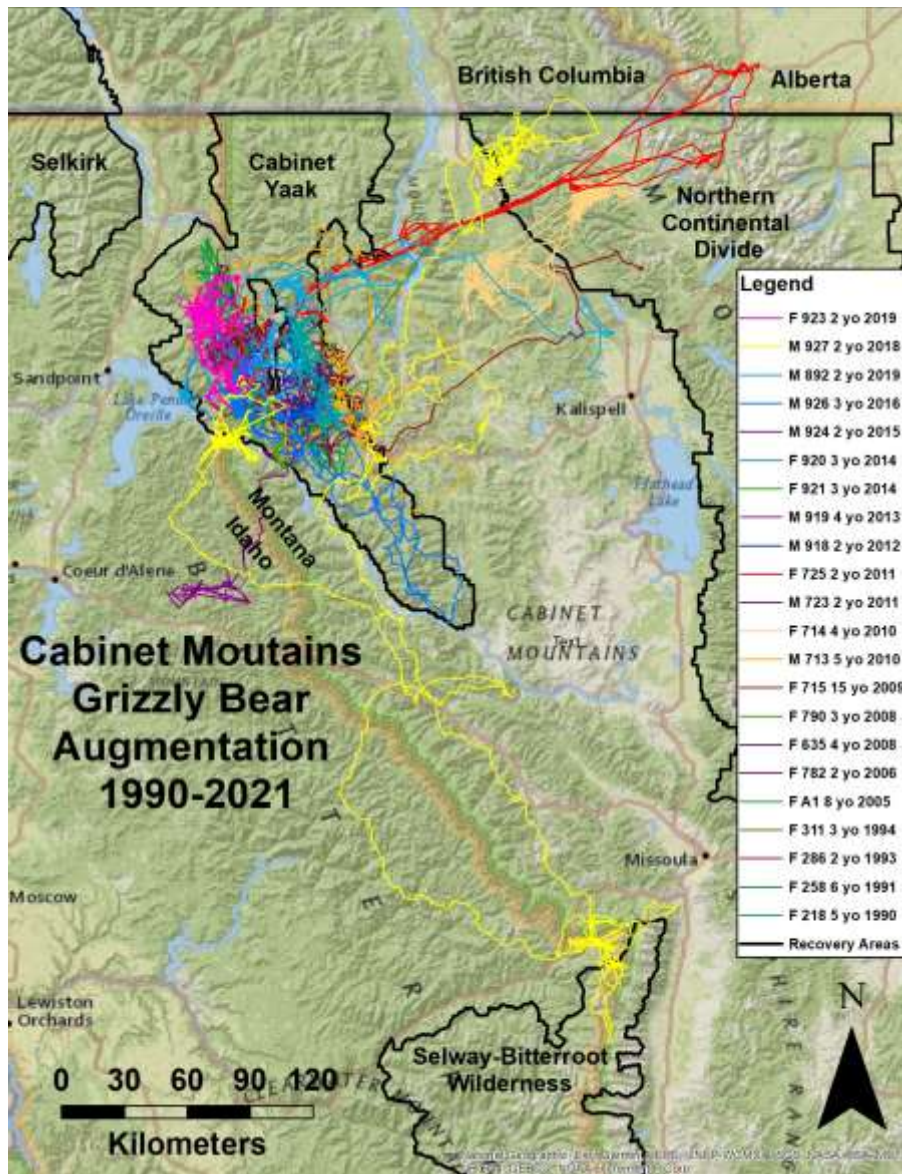 British Columbia
Alberta
Selkirk
Cabinet
Yaak
Northern
Continental
Divide
Legend
F 923 2 yo 2019
M 927 2 yo 2018
M 892 2 yo 2019
M 926 3 yo 2016
M 924 2 yo 2015
F 920 3 yo 2014
F 921 3 yo 2014
M 919 4 yo 2013
M 918 2 yo 2012
F 725 2 yo 2011
M 723 2 yo 2011
F 714 4 yo 2010
M 713 5 yo 2010
F 715 15 yo 2009
F 790 3 yo 2008
F 635 4 yo 2008
F 782 2 yo 2006
F A1 8 yo 2005
F 311 3 yo 1994
F 286 2 yo 1993
F 258 6 yo 1991
F 218 5 yo 1990
Recovery Areas
Sandpoint
Kalispell
Flathead
Lake
Montana
Idaho
Coeur d'Alene
CABINET
MOUNTAINS
Cabinet Moutains
Grizzly Bear
Augmentation
1990-2021
Missoula
Moscow
Lewiston
Orchards
Selway-Bitterroot
Wilderness
N
0 30 60 90 120
Kilometers